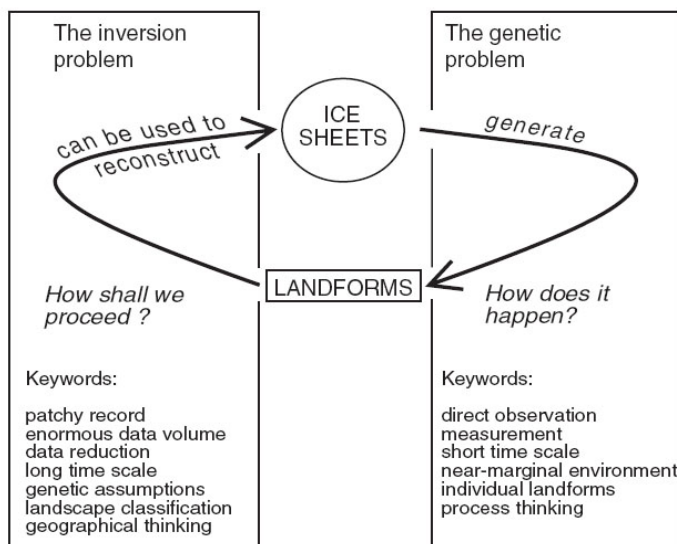 The inversion
problem
can be used to
reconstruct
ICE
SHEETS
The genetic
problem
generate
LANDFORMS
How shall we
proceed ?
How does it
happen?
Keywords:
patchy record
enormous data volume
data reduction
long time scale
genetic assumptions
landscape classification
geographical thinking
Keywords:
direct observation
measurement
short time scale
near-marginal environment
individual landforms
process thinking